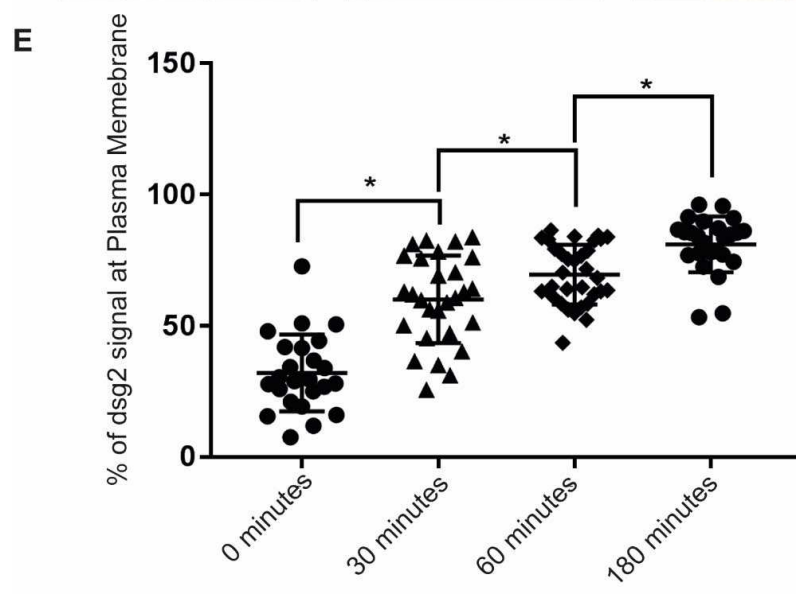 E
% of dsg2 signal at Plasma Memebrane
150
100
50
0
*
*
*
0 minutes
30 minutes
60 minutes
180 minutes